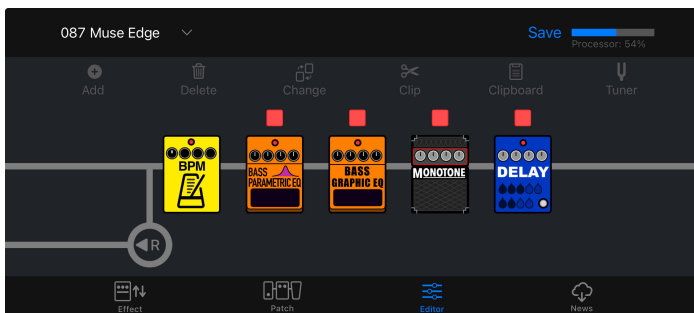 087 Muse Edge
Save
Processor: 54%
Add
Delete
Change
Clip
Clipboard
Tuner
BPM
BASS
PARAMETRIC EQ
BASS
GRAPHIC EQ
MONOTONE
DELAY
R
Effect
Patch
Editor
News